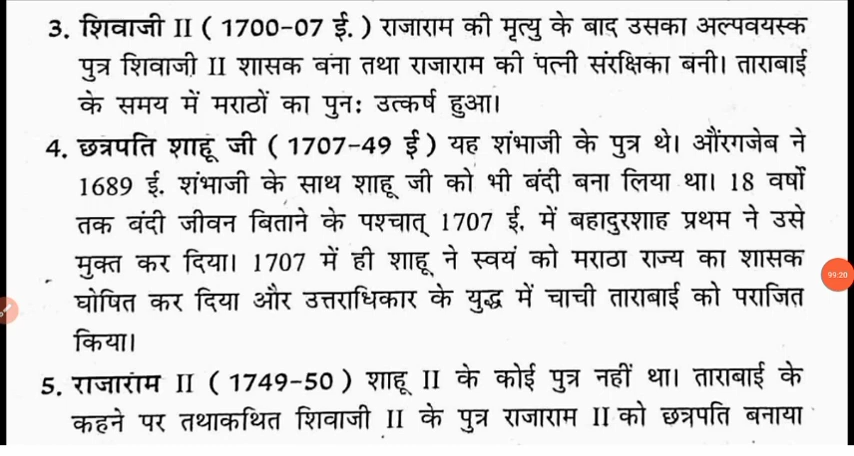 3. शिवाजी II ( 1700-07 ई. ) राजाराम की मृत्यु के बाद उसका अल्पवयस्क
पुत्र शिवाजी II शासक बना तथा राजाराम की पत्नी संरक्षिका बनी। ताराबाई
के समय में मराठों का पुनः उत्कर्ष हुआ।
4. छत्रपति शाहू जी ( 1707-49 ई ) यह शंभाजी के पुत्र थे। औंरगजेब ने
1689 ई. शंभाजी के साथ शाहू जी को भी बंदी बना लिया था। 18 वर्षों
तक बंदी जीवन बिताने के पश्चात् 1707 ई. में बहादुरशाह प्रथम ने उसे
मुक्त कर दिया। 1707 में ही शाहू ने स्वयं को मराठा राज्य का शासक
99:20
घोषित कर दिया और उत्तराधिकार के युद्ध में चाची ताराबाई को पराजित
किया।
5. राजाराम II ( 1749-50 ) शाहू II के कोई पुत्र नहीं था। ताराबाई के
कहने पर तथाकथित शिवाजी II के पुत्र राजाराम II को छत्रपति बनाया